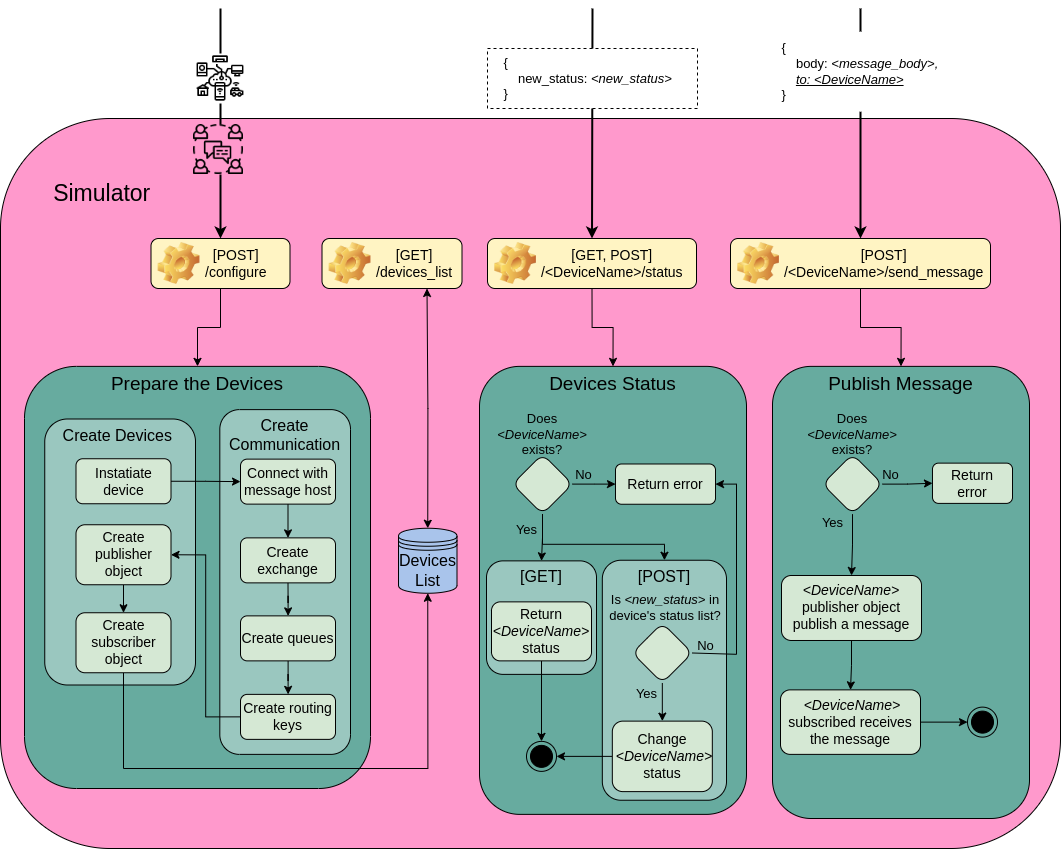 {
new_status: <new_status>
}
{
body: <message_body>,
to: <DeviceName>
}
Simulator
[POST]
/configure
[GET]
/devices_list
[GET, POST]
/<DeviceName>/status
[POST]
/<DeviceName>/send_message
Prepare the Devices
Create Devices
Instatiate
device
Create
publisher
object
Create
subscriber
object
Create
Communication
Connect with
message host
Create
exchange
Create queues
Create routing
keys
Devices
List
Devices Status
Does
<DeviceName>
exists?
No
Return error
Yes
[GET]
Return
<DeviceName>
status
[POST]
Is <new_status> in
device's status list?
No
Yes
Change
<DeviceName>
status
Publish Message
Does
<DeviceName>
exists?
No
Return
error
Yes
<DeviceName>
publisher object
publish a message
<DeviceName>
subscribed receives
the message